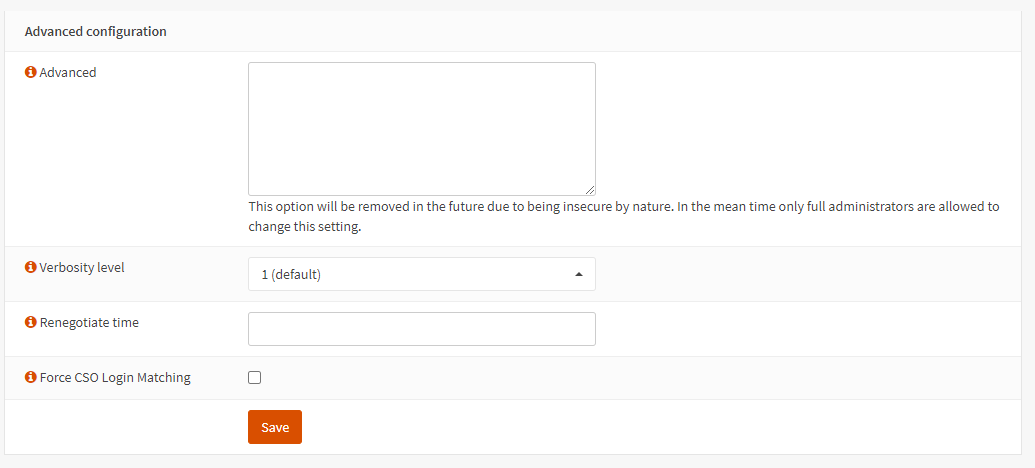 Advanced configuration
Advanced
This option will be removed in the future due to being insecure by nature. In the mean time only full administrators are allowed to
change this setting.
Verbosity level
1 (default)
Renegotiate time
Force CSO Login Matching
Save